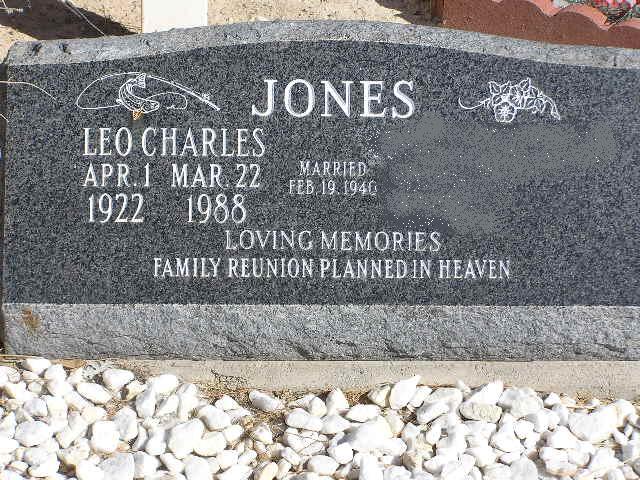 JONES
LEO CHARLES
APR. 1 MAR. 22
1922 1988
MARRIED
FEB. 19. 1940
LOVING MEMORIES
FAMILY REUNION PLANNED IN HEAVEN